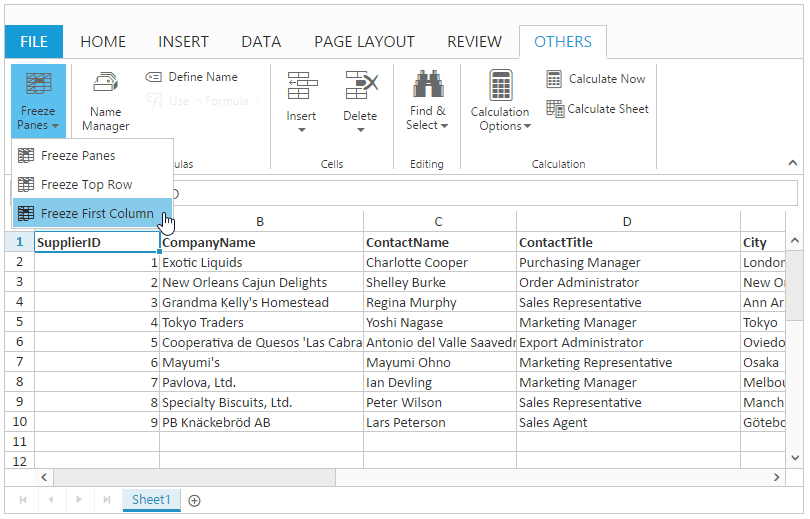 FILE HOME INSERT DATA PAGE LAYOUT REVIEW OTHERS
Freeze Panes
Name Manager
Define Name
Use in Formula
Insert
Delete
Find & Select
Calculation Options
Calculate Now
Calculate Sheet
ulas Cells Editing Calculation
Freeze Panes
Freeze Top Row
Freeze First Column
B C D
1 SupplierID CompanyName ContactName ContactTitle City
2 1 Exotic Liquids Charlotte Cooper Purchasing Manager London
3 2 New Orleans Cajun Delights Shelley Burke Order Administrator New O
4 3 Grandma Kelly's Homestead Regina Murphy Sales Representative Ann Ar
5 4 Tokyo Traders Yoshi Nagase Marketing Manager Tokyo
6 5 Cooperativa de Quesos 'Las Cabra Antonio del Valle Saavedr Export Administrator Oviedo
7 6 Mayumi's Mayumi Ohno Marketing Representative Osaka
8 7 Pavlova, Ltd. Ian Devling Marketing Manager Melbou
9 8 Specialty Biscuits, Ltd. Peter Wilson Sales Representative Manch
10 9 PB Knäckebröd AB Lars Peterson Sales Agent Götebo
11
12
Sheet1